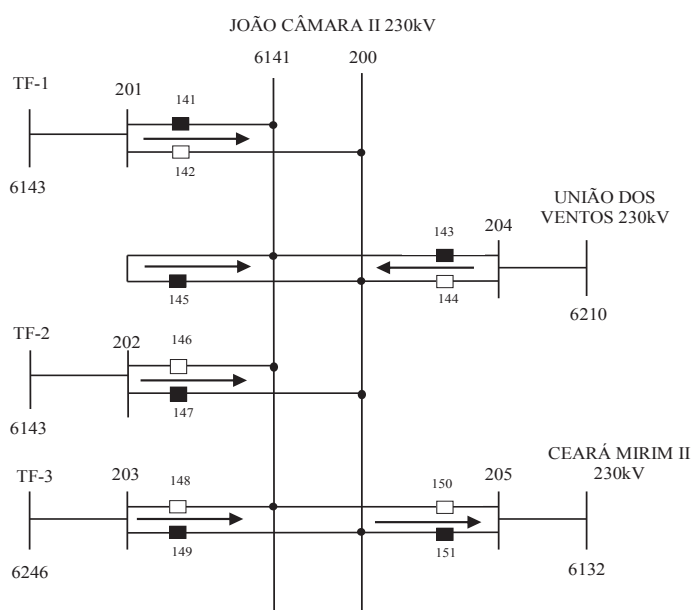 JOÃO CÂMARA II 230kV
6141
200
TF-1
201
141
142
6143
UNIÃO DOS
VENTOS 230kV
204
143
145
144
6210
TF-2
202
146
147
6143
CEARÁ MIRIM II
230kV
TF-3
203
148
150
205
149
151
6246
6132